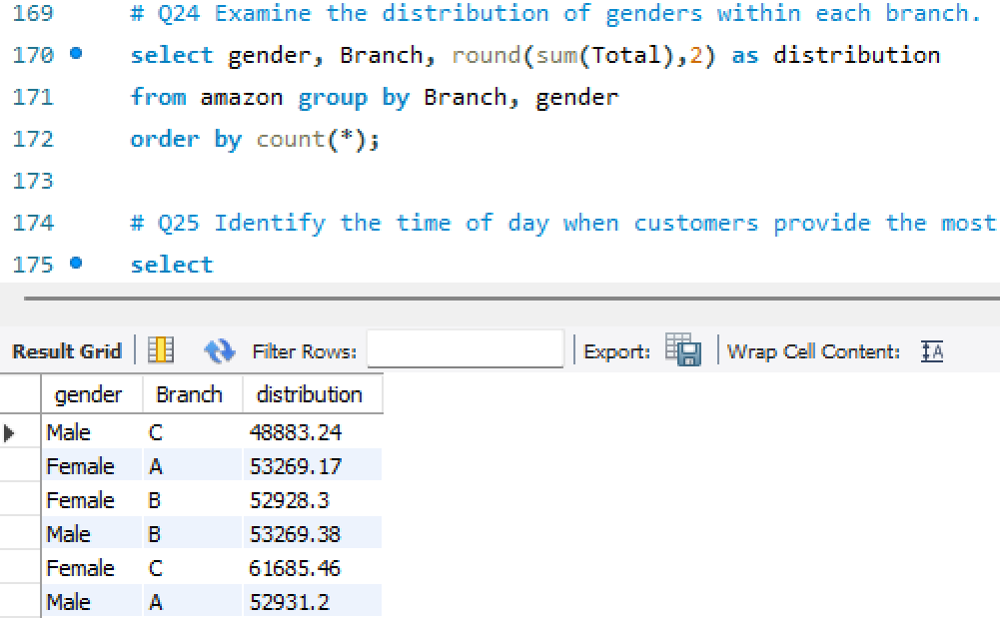 169 # Q24 Examine the distribution of genders within each branch.
170 select gender, Branch, round(sum(Total),2) as distribution
171 from amazon group by Branch, gender
172 order by count(*);
173
174 # Q25 Identify the time of day when customers provide the most
175 select
Result Grid Filter Rows: Export: Wrap Cell Content: IA
gender Branch distribution
Male C 48883.24
Female A 53269.17
Female B 52928.3
Male B 53269.38
Female C 61685.46
Male A 52931.2